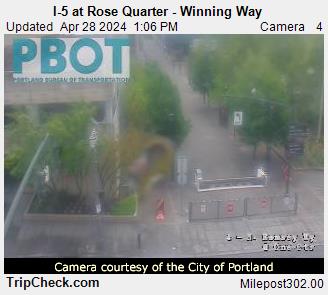 I-5 at Rose Quarter - Winning Way
Updated Apr 28 2024 1:06 PM Camera 4
PBOT
PORTLAND BUREAU OF TRANSPORTATION
Camera courtesy of the City of Portland
TripCheck.com Milepost302.00